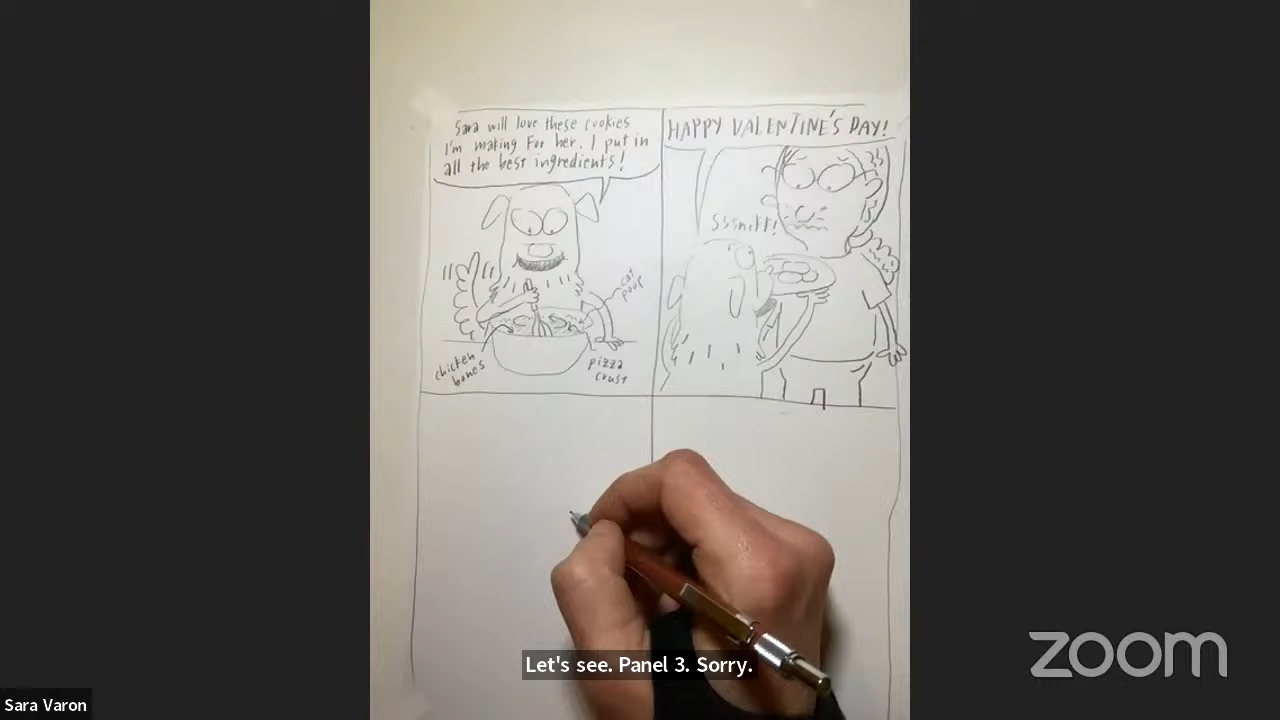 Sara will love these cookies
I'm making For her. I put in
all the best ingredients!
cat
poop
chicken
bones
pizza
crust
HAPPY VALENTINE'S DAY!
Sssniff!
Let's see. Panel 3. Sorry.
Sara Varon
zoom